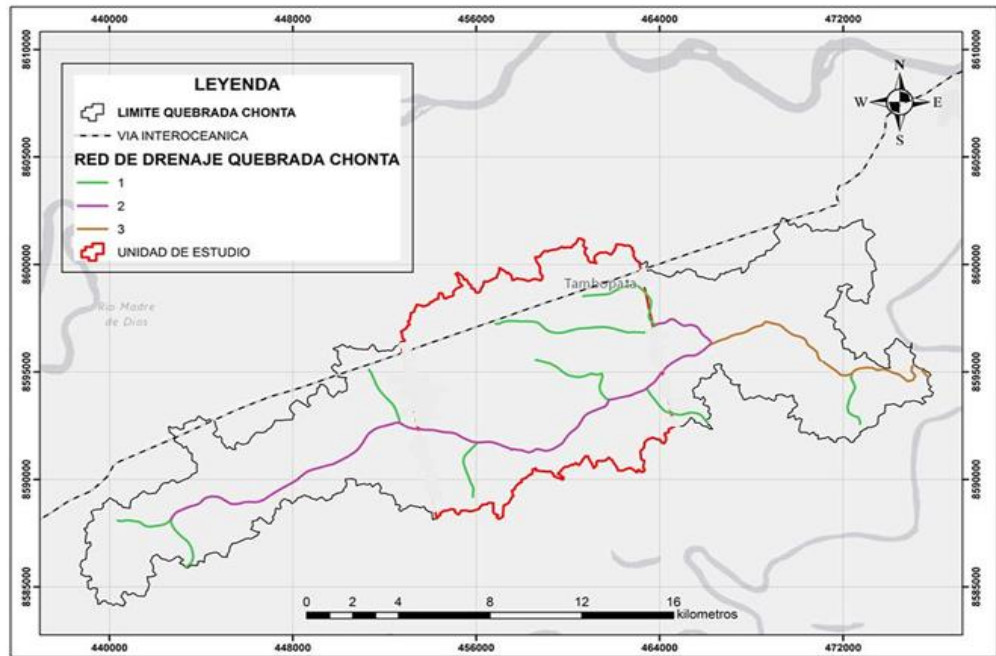 440000 448000 456000 464000 472000
8610000 8610000
LEYENDA
LIMITE QUEBRADA CHONTA
VIA INTEROCEANICA
RED DE DRENAJE QUEBRADA CHONTA
1
2
3
UNIDAD DE ESTUDIO
N
W E
S
8605000 8605000
8600000 8600000
Tambopata
Rio Madre
de Dios
8595000 8595000
8590000 8590000
8585000 8585000
0 2 4 8 12 16
kilometros
440000 448000 456000 464000 472000